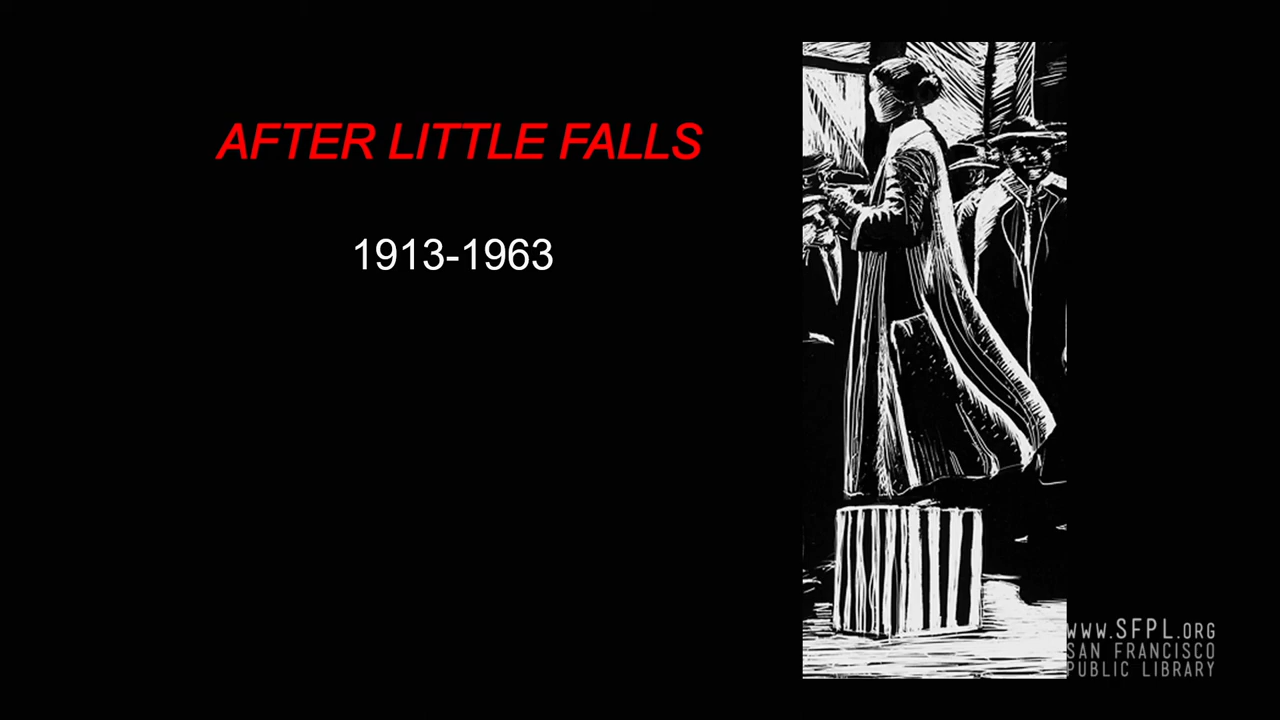 AFTER LITTLE FALLS
1913-1963
WWW.SFPL.ORG
SAN FRANCISCO
PUBLIC LIBRARY